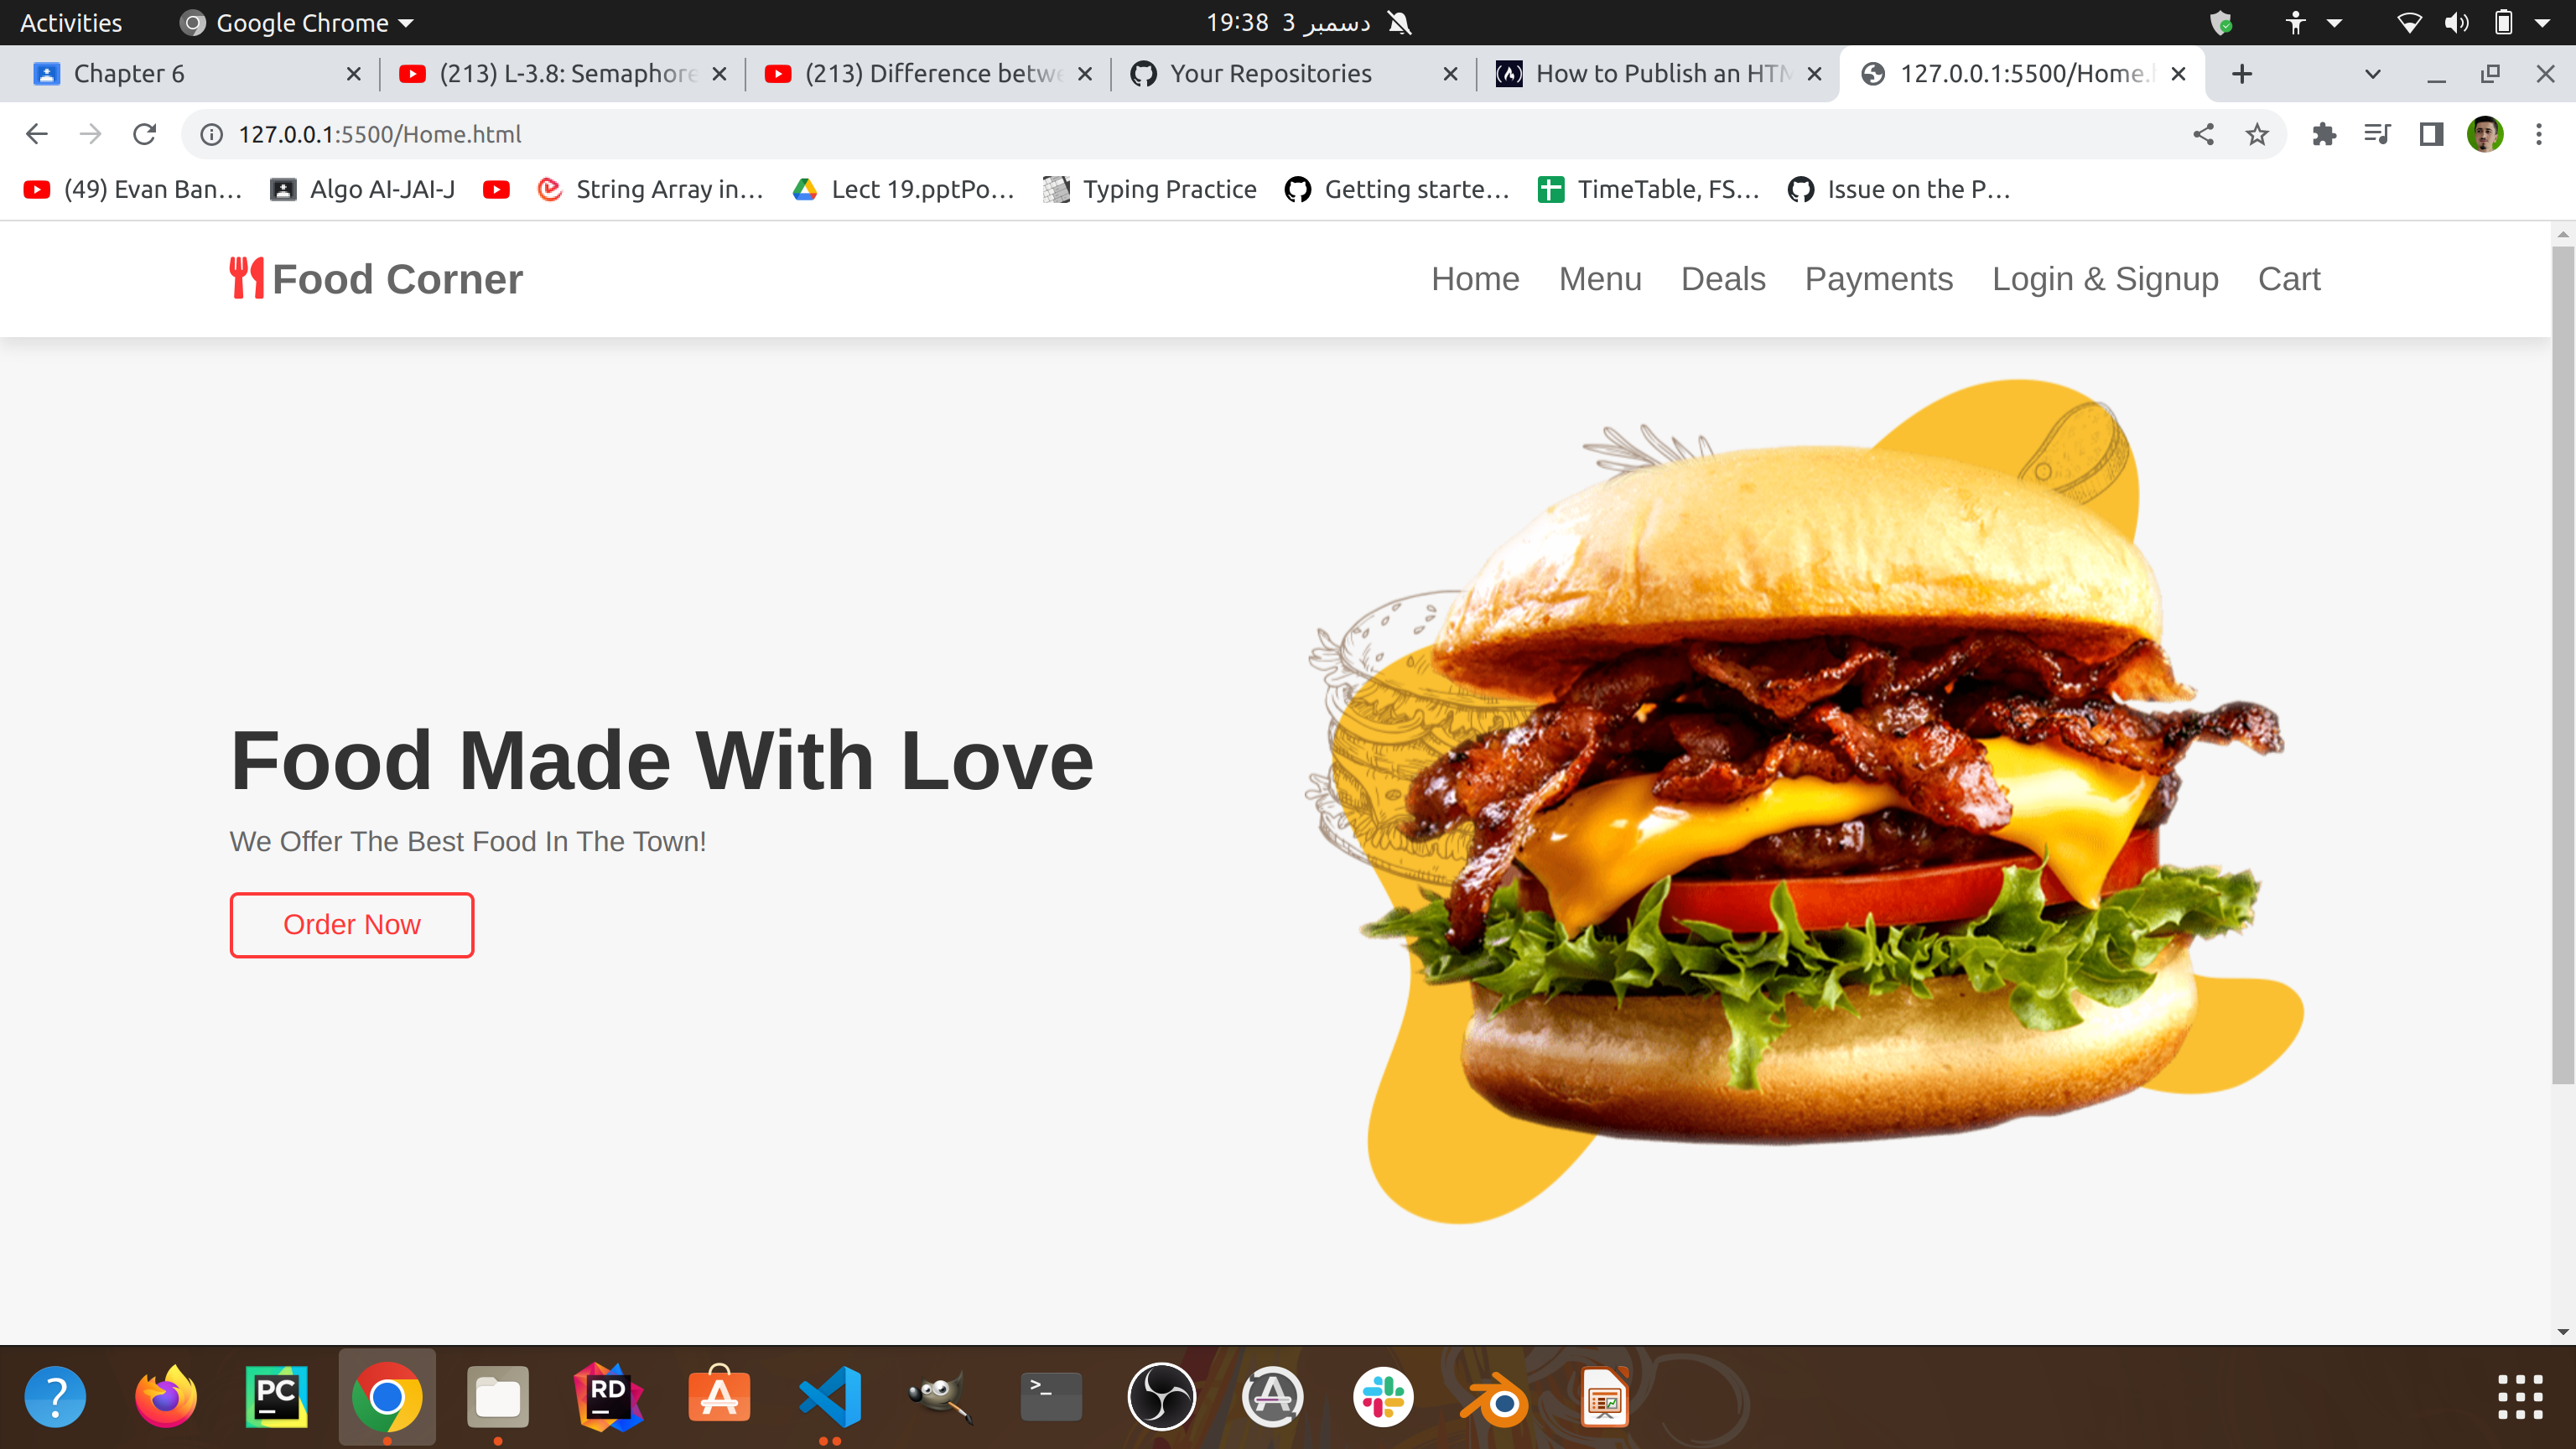 Activities
Google Chrome
19:38 3 دسمبر
Chapter 6
(213) L-3.8: Semaphore
(213) Difference betwe
Your Repositories
How to Publish an HTM
127.0.0.1:5500/Home.
127.0.0.1:5500/Home.html
(49) Evan Ban...
Algo AI-JAI-J
String Array in...
Lect 19.pptPo...
Typing Practice
Getting starte...
TimeTable, FS...
Issue on the P...
Food Corner
Home
Menu
Deals
Payments
Login & Signup
Cart
Food Made With Love
We Offer The Best Food In The Town!
Order Now
PC
RD